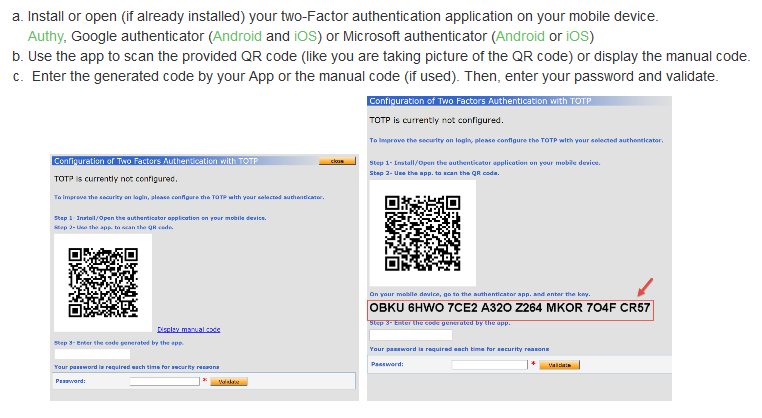 a. Install or open (if already installed) your two-Factor authentication application on your mobile device.
Authy, Google authenticator (Android and iOS) or Microsoft authenticator (Android or iOS)
b. Use the app to scan the provided QR code (like you are taking picture of the QR code) or display the manual code.
c. Enter the generated code by your App or the manual code (if used). Then, enter your password and validate.
Configuration of Two Factors Authentication with TOTP
close
TOTP is currently not configured.
To improve the security on login, please configure the TOTP with your selected authenticator.
Step 1- Install/Open the authenticator application on your mobile device.
Step 2- Use the app. to scan the QR code.
Display manual code
Step 3- Enter the code generated by the app.
Your password is required each time for security reasons
Password:
* Validate
Configuration of Two Factors Authentication with TOTP
TOTP is currently not configured.
To improve the security on login, please configure the TOTP with your selected authenticator.
Step 1- Install/Open the authenticator application on your mobile device.
Step 2- Use the app. to scan the QR code.
On your mobile device, go to the authenticator app. and enter the key.
OBKU 6HWO 7CE2 A32O Z264 MKOR 7O4F CR57
Step 3- Enter the code generated by the app.
Your password is required each time for security reasons
Password:
* Validate